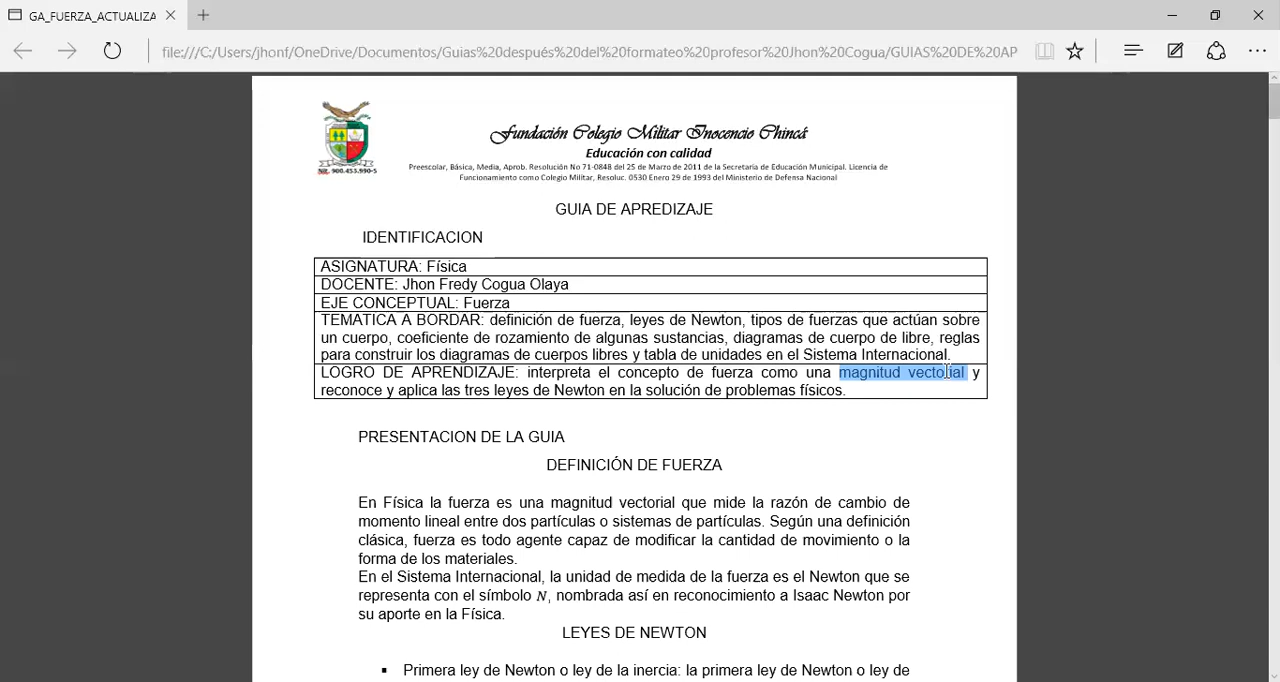 GA_FUERZA_ACTUALIZA
file:///C:/Users/jhonf/OneDrive/Documentos/Guias%20después%20del%20formateo%20profesor%20Jhon%20Cogua/GUIAS%20DE%20AP
Fundación Colegio Militar Inocencio Chincá
Educación con calidad
Preescolar, Básica, Media, Aprob. Resolución No 71-0848 del 25 de Marzo de 2011 de la Secretaria de Educación Municipal. Licencia de
Funcionamiento como Colegio Militar, Resoluc. 0530 Enero 29 de 1993 del Ministerio de Defensa Nacional
Nit. 900.453.990-5
GUIA DE APREDIZAJE
IDENTIFICACION
ASIGNATURA: Física
DOCENTE: Jhon Fredy Cogua Olaya
EJE CONCEPTUAL: Fuerza
TEMATICA A BORDAR: definición de fuerza, leyes de Newton, tipos de fuerzas que actúan sobre
un cuerpo, coeficiente de rozamiento de algunas sustancias, diagramas de cuerpo de libre, reglas
para construir los diagramas de cuerpos libres y tabla de unidades en el Sistema Internacional.
LOGRO DE APRENDIZAJE: interpreta el concepto de fuerza como una magnitud vectorial y
reconoce y aplica las tres leyes de Newton en la solución de problemas físicos.
PRESENTACION DE LA GUIA
DEFINICIÓN DE FUERZA
En Física la fuerza es una magnitud vectorial que mide la razón de cambio de
momento lineal entre dos partículas o sistemas de partículas. Según una definición
clásica, fuerza es todo agente capaz de modificar la cantidad de movimiento o la
forma de los materiales.
En el Sistema Internacional, la unidad de medida de la fuerza es el Newton que se
representa con el símbolo N, nombrada así en reconocimiento a Isaac Newton por
su aporte en la Física.
LEYES DE NEWTON
▪ Primera ley de Newton o ley de la inercia: la primera ley de Newton o ley de